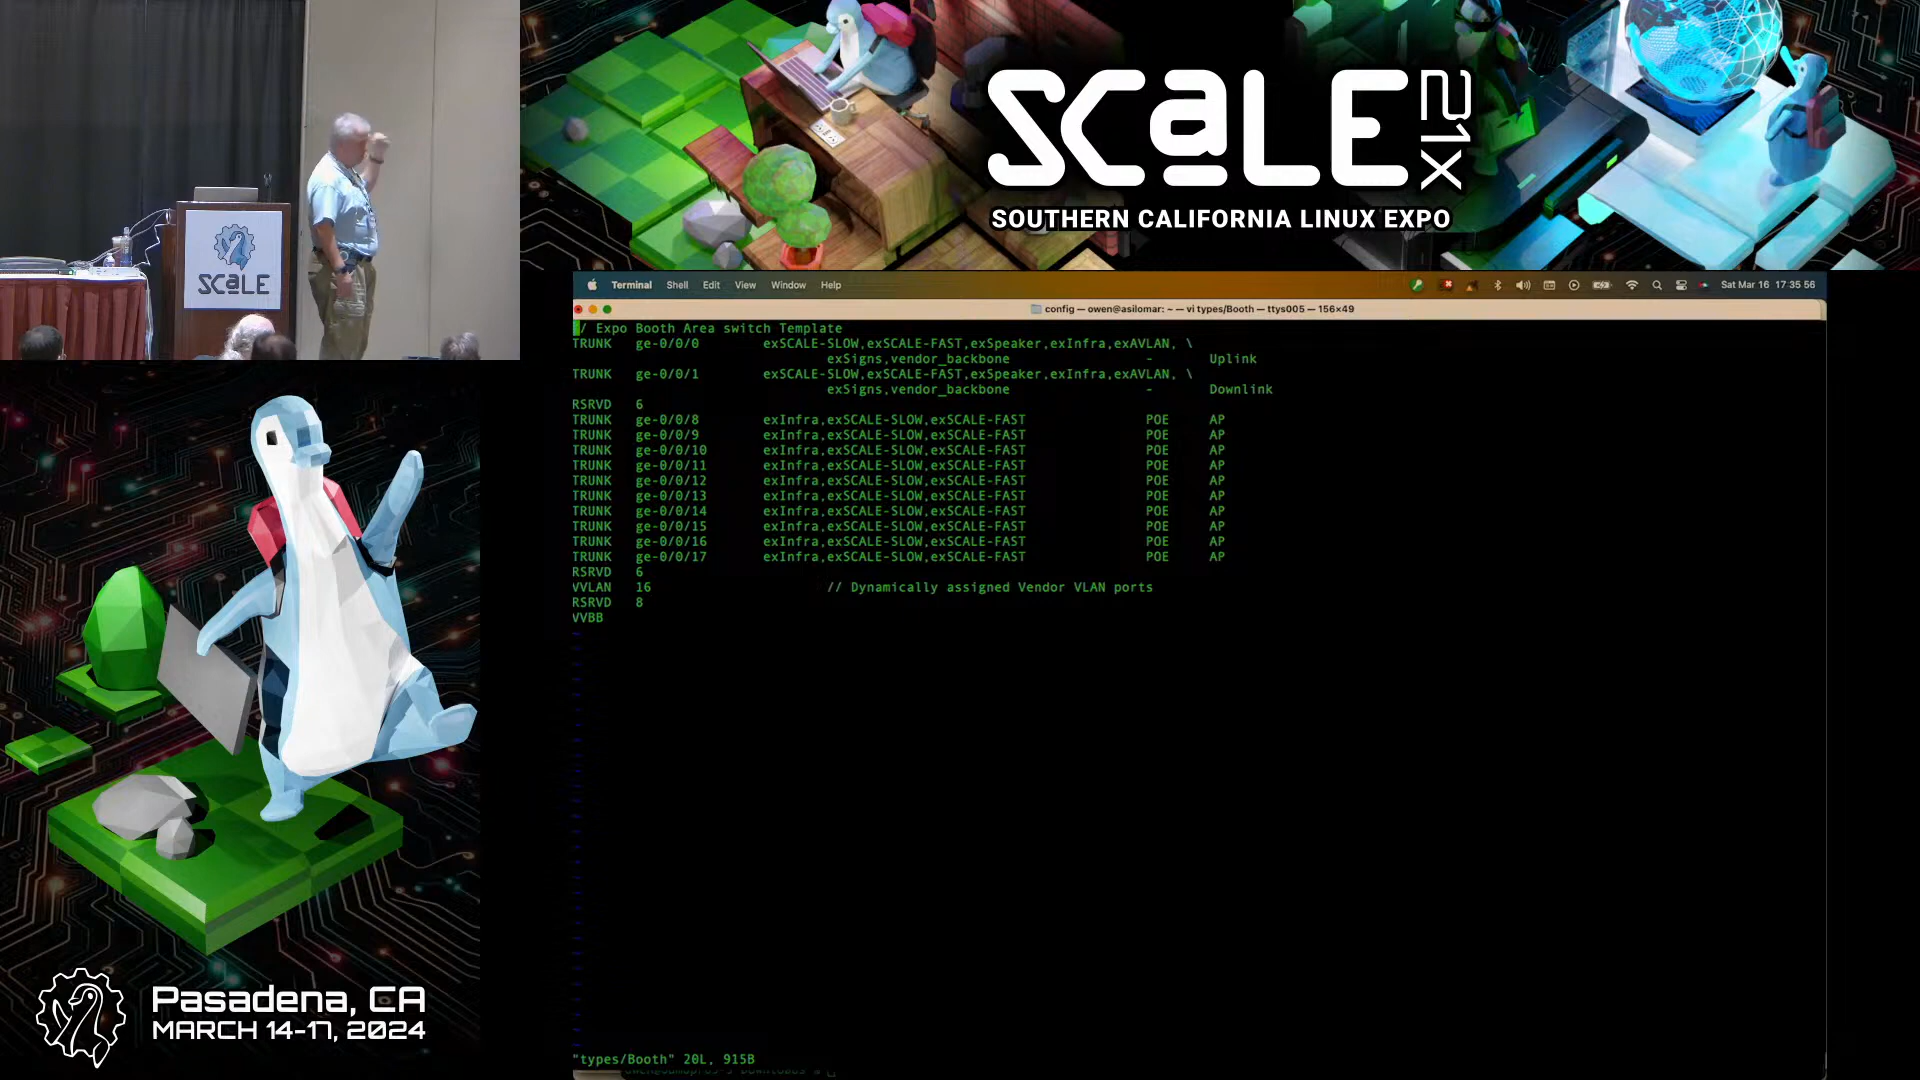 SCaLE 21X
SOUTHERN CALIFORNIA LINUX EXPO
SCaLE
Terminal Shell Edit View Window Help
Sat Mar 16 17:35 56
config — owen@asilomar: ~ — vi types/Booth — ttys005 — 156×49
// Expo Booth Area switch Template
TRUNK ge-0/0/0 exSCALE-SLOW,exSCALE-FAST,exSpeaker,exInfra,exAVLAN, \
exSigns,vendor_backbone - Uplink
TRUNK ge-0/0/1 exSCALE-SLOW,exSCALE-FAST,exSpeaker,exInfra,exAVLAN, \
exSigns,vendor_backbone - Downlink
RSRVD 6
TRUNK ge-0/0/8 exInfra,exSCALE-SLOW,exSCALE-FAST POE AP
TRUNK ge-0/0/9 exInfra,exSCALE-SLOW,exSCALE-FAST POE AP
TRUNK ge-0/0/10 exInfra,exSCALE-SLOW,exSCALE-FAST POE AP
TRUNK ge-0/0/11 exInfra,exSCALE-SLOW,exSCALE-FAST POE AP
TRUNK ge-0/0/12 exInfra,exSCALE-SLOW,exSCALE-FAST POE AP
TRUNK ge-0/0/13 exInfra,exSCALE-SLOW,exSCALE-FAST POE AP
TRUNK ge-0/0/14 exInfra,exSCALE-SLOW,exSCALE-FAST POE AP
TRUNK ge-0/0/15 exInfra,exSCALE-SLOW,exSCALE-FAST POE AP
TRUNK ge-0/0/16 exInfra,exSCALE-SLOW,exSCALE-FAST POE AP
TRUNK ge-0/0/17 exInfra,exSCALE-SLOW,exSCALE-FAST POE AP
RSRVD 6
VVLAN 16 // Dynamically assigned Vendor VLAN ports
RSRVD 8
VVBB
"types/Booth" 20L, 915B
Pasadena, CA
MARCH 14-17, 2024